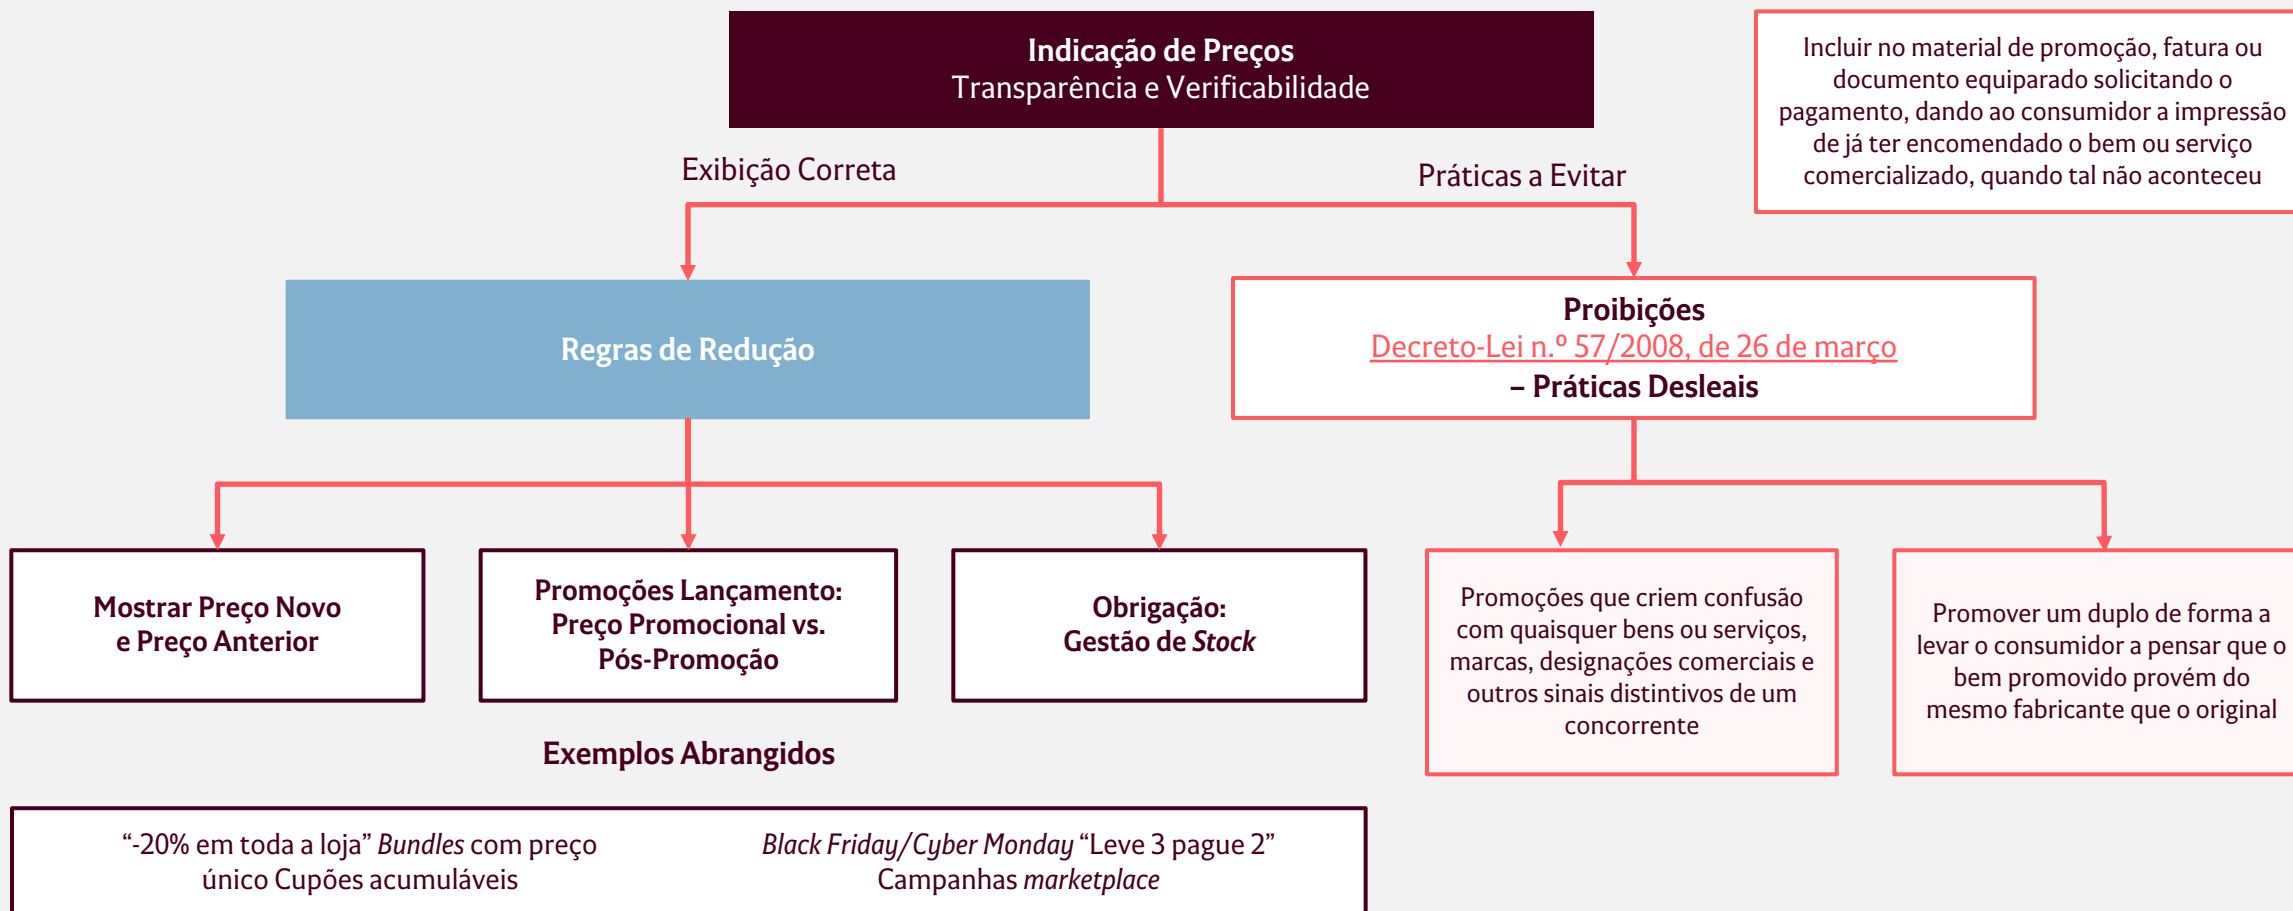 Indicação de Preços
Transparência e Verificabilidade
Incluir no material de promoção, fatura ou
documento equiparado solicitando o
pagamento, dando ao consumidor a impressão
de já ter encomendado o bem ou serviço
comercializado, quando tal não aconteceu
Exibição Correta
Práticas a Evitar
Regras de Redução
Proibições
Decreto-Lei n.º 57/2008, de 26 de março
– Práticas Desleais
Mostrar Preço Novo
e Preço Anterior
Promoções Lançamento:
Preço Promocional vs.
Pós-Promoção
Obrigação:
Gestão de Stock
Promoções que criem confusão
com quaisquer bens ou serviços,
marcas, designações comerciais e
outros sinais distintivos de um
concorrente
Promover um duplo de forma a
levar o consumidor a pensar que o
bem promovido provém do
mesmo fabricante que o original
Exemplos Abrangidos
“-20% em toda a loja” Bundles com preço
único Cupões acumuláveis
Black Friday/Cyber Monday “Leve 3 pague 2”
Campanhas marketplace